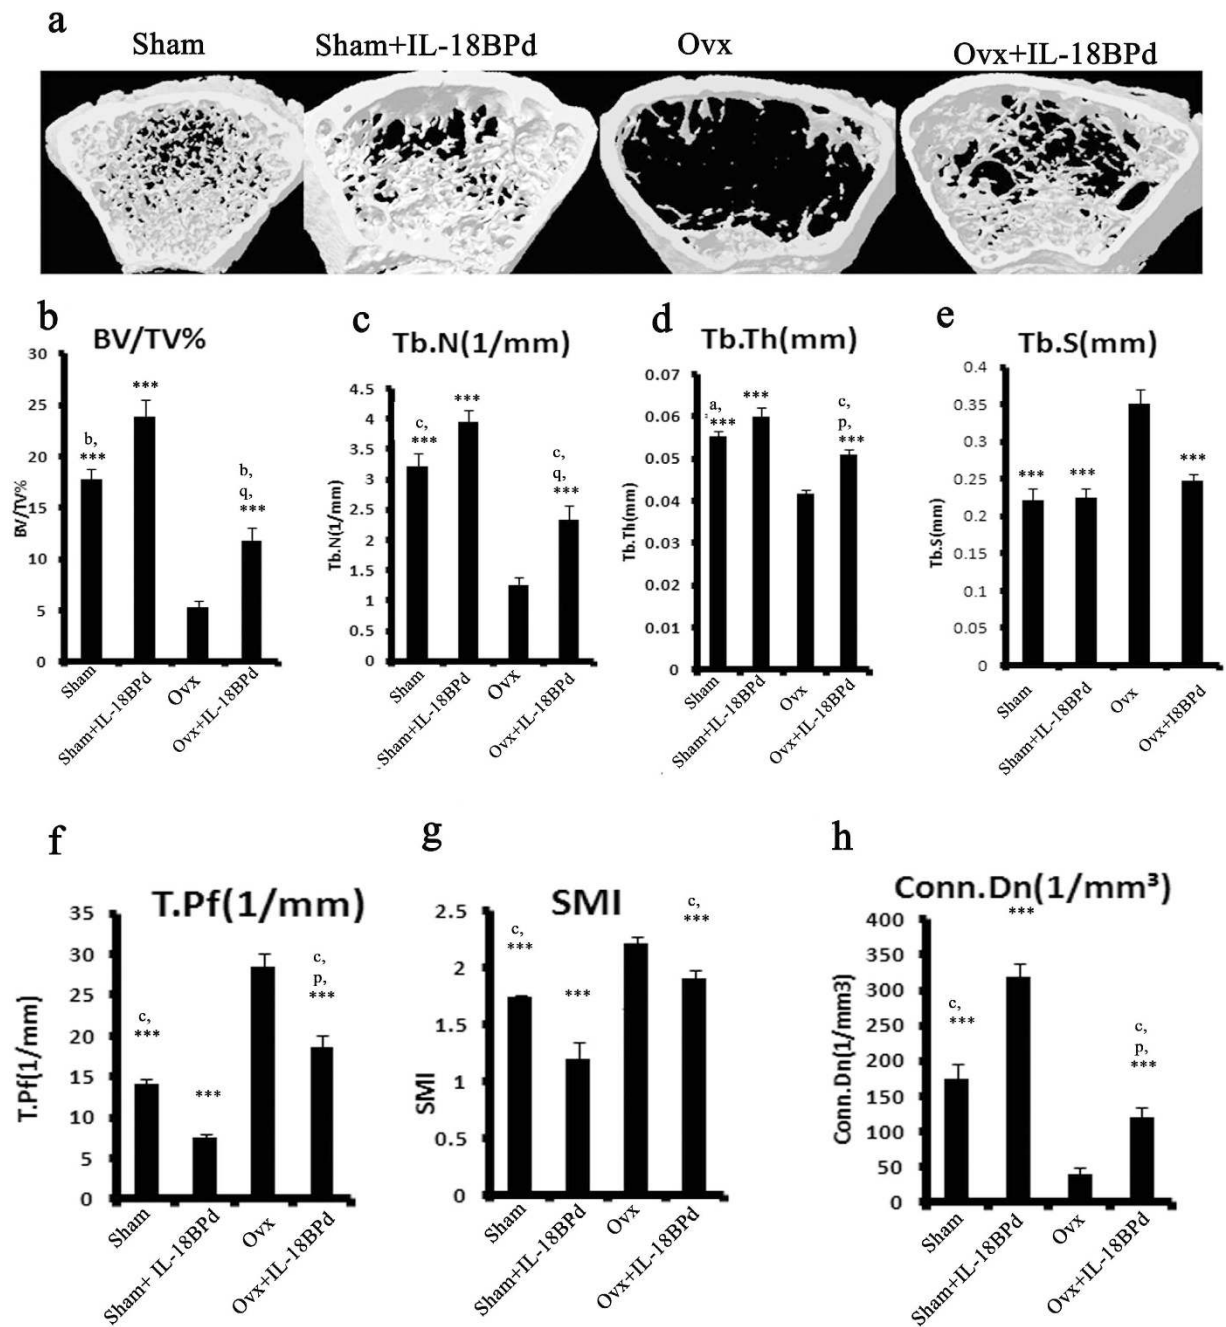 a
Sham Sham+IL-18BPd Ovx Ovx+IL-18BPd
b
BV/TV%
BV/TV%
30
25
20
15
10
5
0
b,
***
***
b,
q,
***
Sham
Sham+IL-18BPd
Ovx
Ovx+IL-18BPd
c
Tb.N(1/mm)
Tb.N(1/mm)
4.5
4
3.5
3
2.5
2
1.5
1
0.5
0
c,
***
***
c,
q,
***
Sham
Sham+IL-18BPd
Ovx
Ovx+IL-18BPd
d
Tb.Th(mm)
Tb.Th(mm)
0.07
0.06
0.05
0.04
0.03
0.02
0.01
0
a,
***
***
c,
p,
***
Sham
Sham+IL-18BPd
Ovx
Ovx+IL-18BPd
e
Tb.S(mm)
Tb.S(mm)
0.4
0.35
0.3
0.25
0.2
0.15
0.1
0.05
0
***
***
***
Sham
Sham+IL-18BPd
Ovx
Ovx+I8BPd
f
T.Pf(1/mm)
T.Pf(1/mm)
35
30
25
20
15
10
5
0
c,
***
***
c,
p,
***
Sham
Sham+ IL-18BPd
Ovx
Ovx+IL-18BPd
g
SMI
SMI
2.5
2
1.5
1
0.5
0
c,
***
***
c,
***
Sham
Sham+IL-18BPd
Ovx
Ovx+IL-18BPd
h
Conn.Dn(1/mm³)
Conn.Dn(1/mm3)
400
350
300
250
200
150
100
50
0
c,
***
***
c,
p,
***
Sham
Sham+IL-18BPd
Ovx
Ovx+IL-18BPd